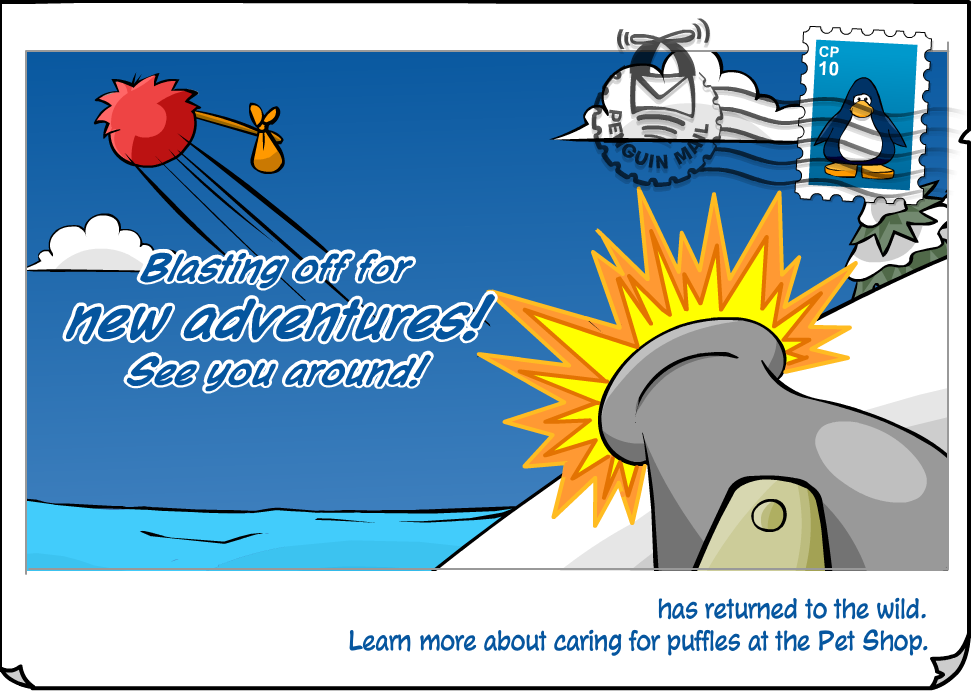 CP
10
PENGUIN MAIL
Blasting off for
new adventures!
See you around!
has returned to the wild.
Learn more about caring for puffles at the Pet Shop.